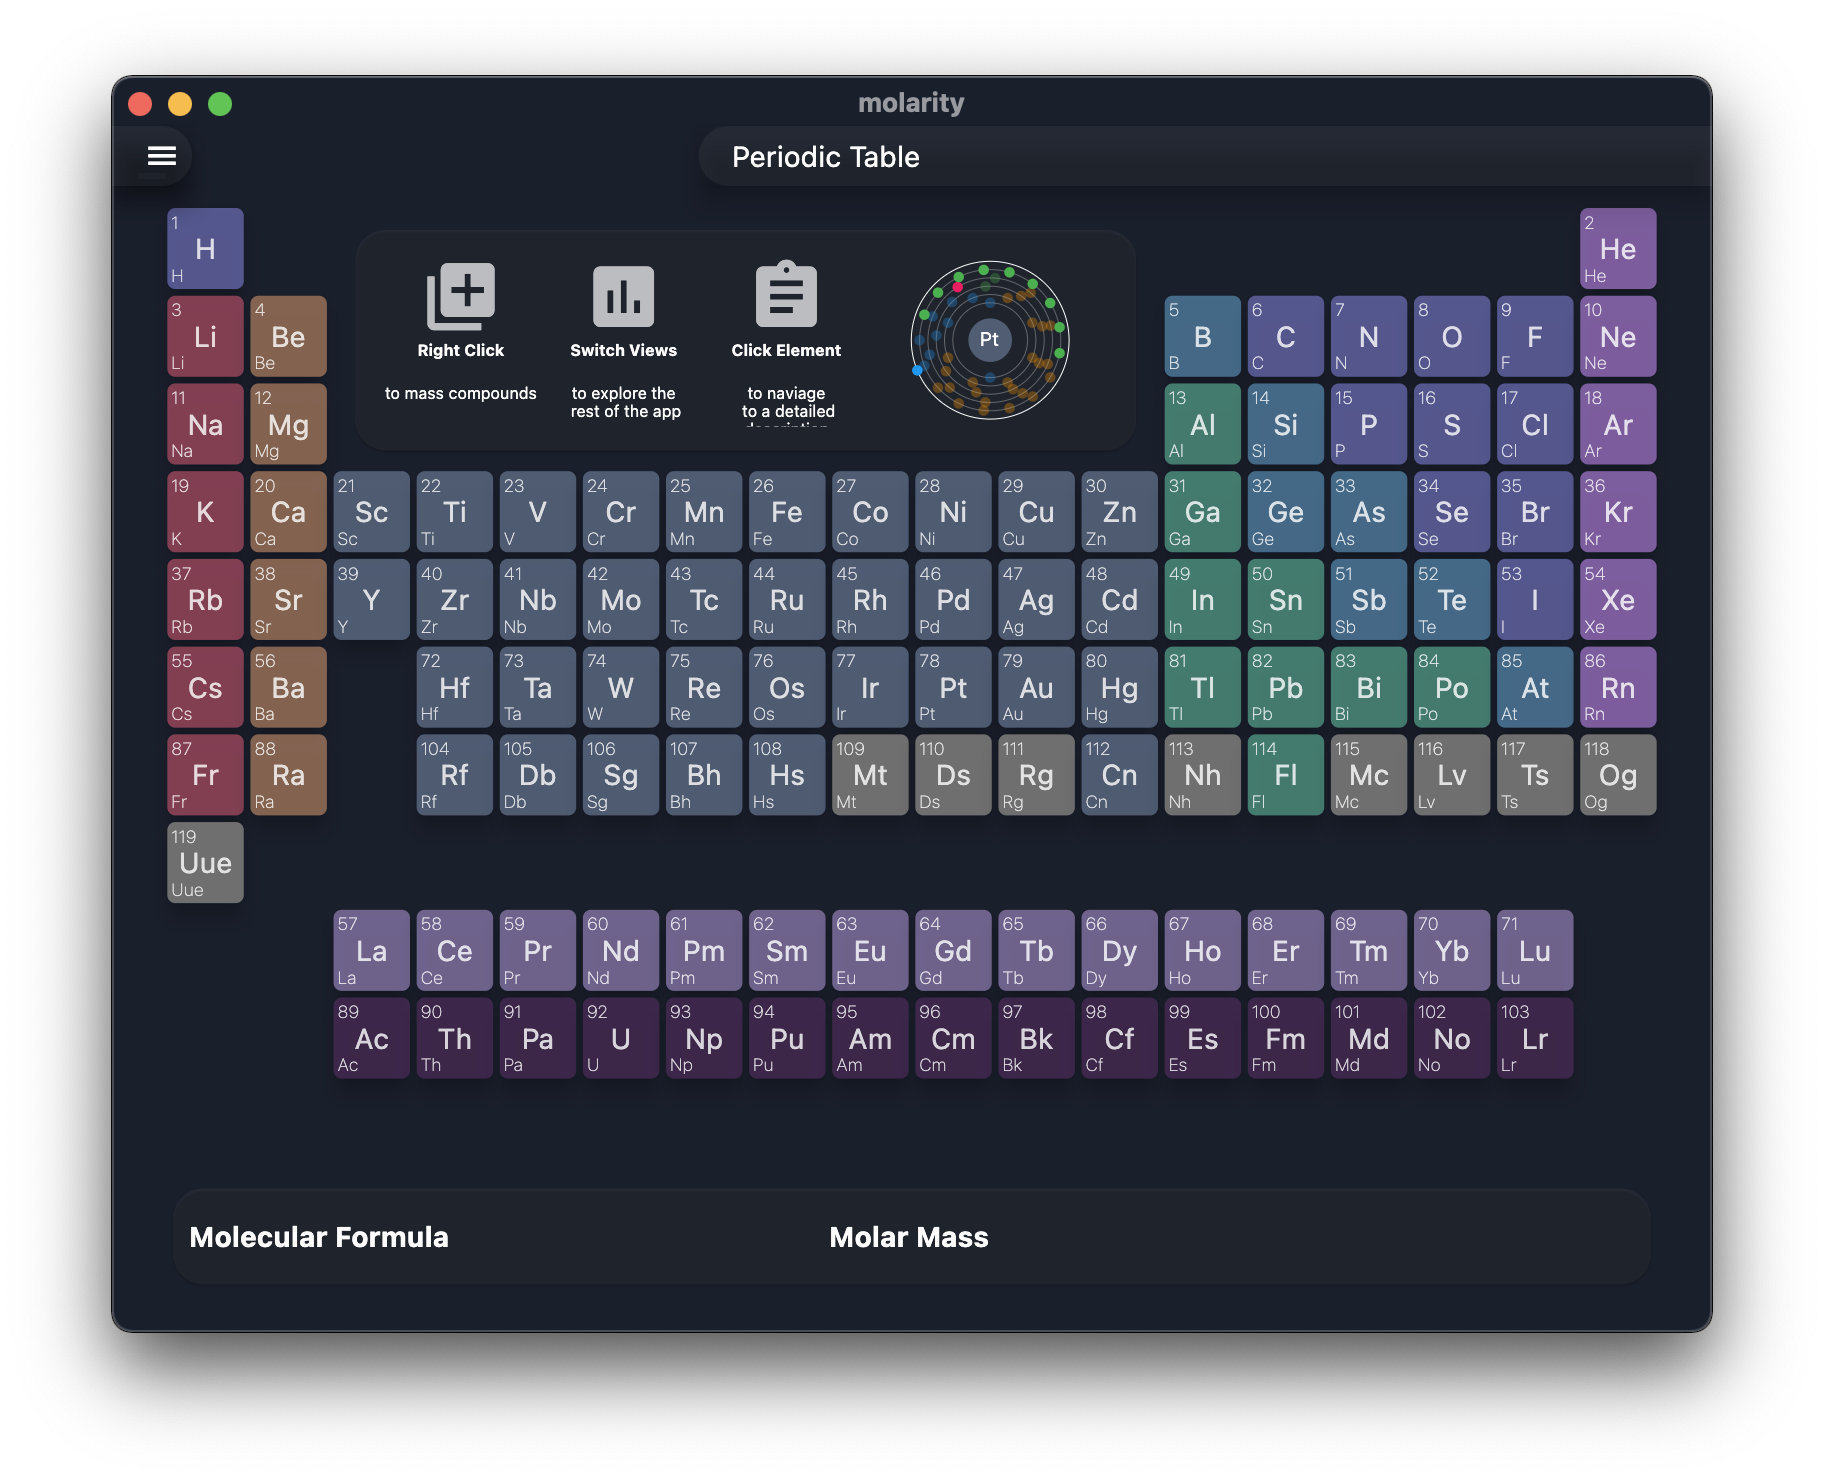 molarity
Periodic Table
1
H
H
2
He
He
Right Click
to mass compounds
Switch Views
to explore the
rest of the app
Click Element
to naviage
to a detailed
description
Pt
3
Li
Li
4
Be
Be
5
B
B
6
C
C
7
N
N
8
O
O
9
F
F
10
Ne
Ne
11
Na
Na
12
Mg
Mg
13
Al
Al
14
Si
Si
15
P
P
16
S
S
17
Cl
Cl
18
Ar
Ar
19
K
K
20
Ca
Ca
21
Sc
Sc
22
Ti
Ti
23
V
V
24
Cr
Cr
25
Mn
Mn
26
Fe
Fe
27
Co
Co
28
Ni
Ni
29
Cu
Cu
30
Zn
Zn
31
Ga
Ga
32
Ge
Ge
33
As
As
34
Se
Se
35
Br
Br
36
Kr
Kr
37
Rb
Rb
38
Sr
Sr
39
Y
Y
40
Zr
Zr
41
Nb
Nb
42
Mo
Mo
43
Tc
Tc
44
Ru
Ru
45
Rh
Rh
46
Pd
Pd
47
Ag
Ag
48
Cd
Cd
49
In
In
50
Sn
Sn
51
Sb
Sb
52
Te
Te
53
I
I
54
Xe
Xe
55
Cs
Cs
56
Ba
Ba
72
Hf
Hf
73
Ta
Ta
74
W
W
75
Re
Re
76
Os
Os
77
Ir
Ir
78
Pt
Pt
79
Au
Au
80
Hg
Hg
81
Tl
Tl
82
Pb
Pb
83
Bi
Bi
84
Po
Po
85
At
At
86
Rn
Rn
87
Fr
Fr
88
Ra
Ra
104
Rf
Rf
105
Db
Db
106
Sg
Sg
107
Bh
Bh
108
Hs
Hs
109
Mt
Mt
110
Ds
Ds
111
Rg
Rg
112
Cn
Cn
113
Nh
Nh
114
Fl
Fl
115
Mc
Mc
116
Lv
Lv
117
Ts
Ts
118
Og
Og
119
Uue
Uue
57
La
La
58
Ce
Ce
59
Pr
Pr
60
Nd
Nd
61
Pm
Pm
62
Sm
Sm
63
Eu
Eu
64
Gd
Gd
65
Tb
Tb
66
Dy
Dy
67
Ho
Ho
68
Er
Er
69
Tm
Tm
70
Yb
Yb
71
Lu
Lu
89
Ac
Ac
90
Th
Th
91
Pa
Pa
92
U
U
93
Np
Np
94
Pu
Pu
95
Am
Am
96
Cm
Cm
97
Bk
Bk
98
Cf
Cf
99
Es
Es
100
Fm
Fm
101
Md
Md
102
No
No
103
Lr
Lr
Molecular Formula
Molar Mass